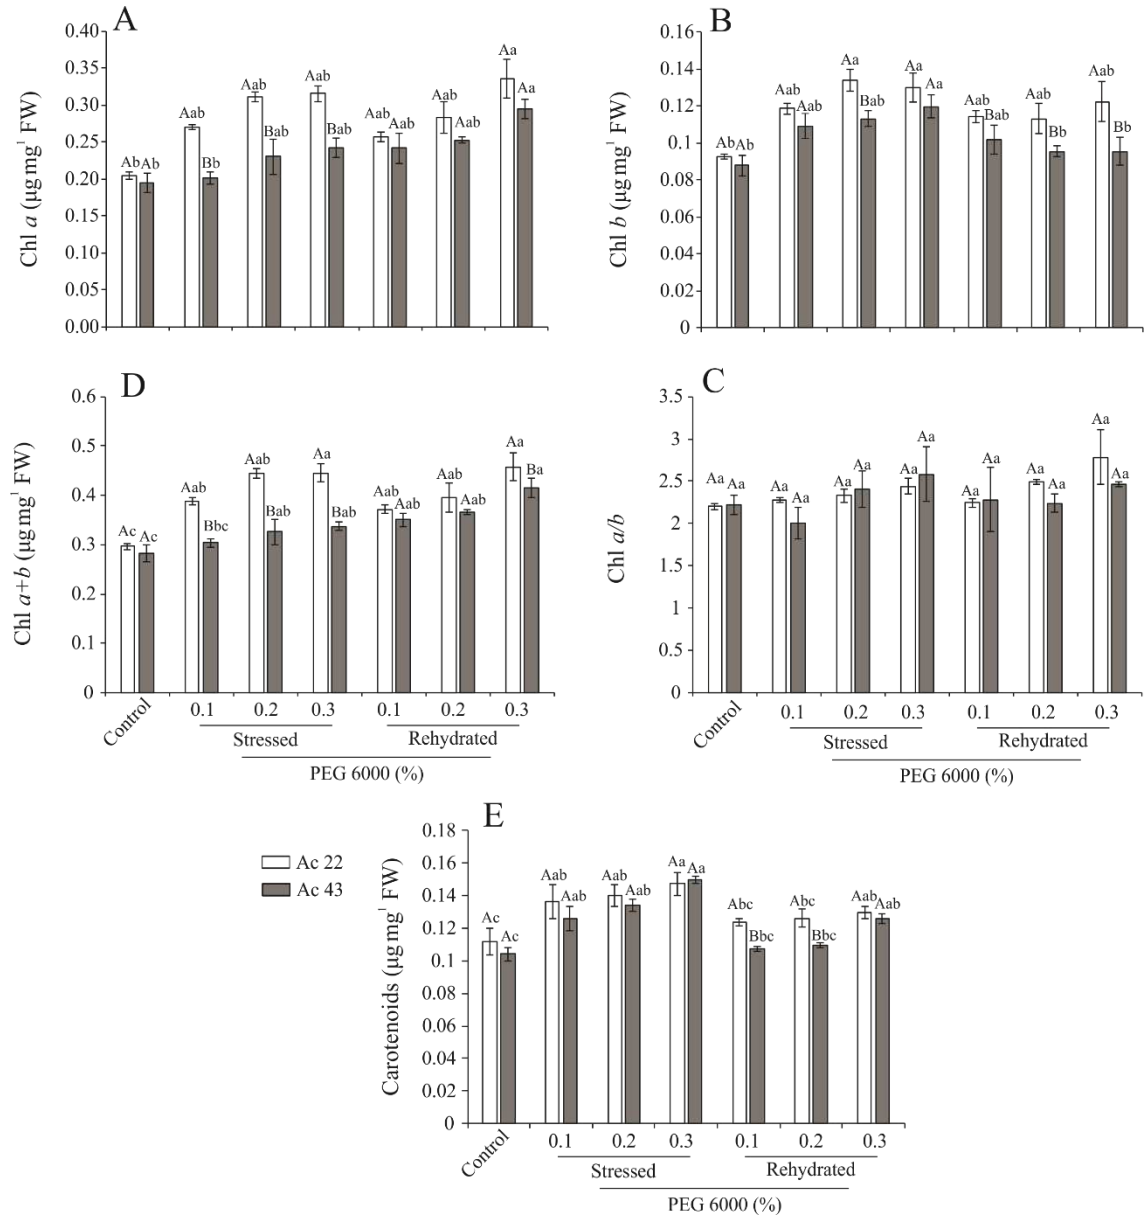 A
0.40
0.35
0.30
0.25
0.20
0.15
0.10
0.05
0.00
Chl a (µg mg¹ FW)
Ab Ab
Aab
Bb
Aab
Bab
Aab
Bab
Aab
Aab
Aab
Aab
Aa
Aa
B
0.16
0.14
0.12
0.1
0.08
0.06
0.04
0.02
0
Chl b (µg mg¹ FW)
Ab Ab
Aab
Aab
Aa
Bab
Aa
Aa
Aab
Bab
Aab
Bb
Aab
Bb
D
0.6
0.5
0.4
0.3
0.2
0.1
0
Chl a+b (µg mg¹ FW)
Ac
Ac
Aab
Bbc
Aab
Bab
Aa
Bab
Aab
Aab
Aab
Aab
Aa
Ba
Control
0.1 0.2 0.3 0.1 0.2 0.3
Stressed Rehydrated
PEG 6000 (%)
C
3.5
3
2.5
2
1.5
1
0.5
0
Chl a/b
Aa Aa
Aa
Aa
Aa
Aa
Aa
Aa
Aa
Aa
Aa
Aa
Aa
Aa
Control
0.1 0.2 0.3 0.1 0.2 0.3
Stressed Rehydrated
PEG 6000 (%)
Ac 22
Ac 43
E
0.18
0.16
0.14
0.12
0.1
0.08
0.06
0.04
0.02
0
Carotenoids (µg mg¹ FW)
Ac
Ac
Aab
Aab
Aab
Aab
Aa Aa
Abc
Bbc
Abc
Bbc
Aab
Aab
Control
0.1 0.2 0.3 0.1 0.2 0.3
Stressed Rehydrated
PEG 6000 (%)